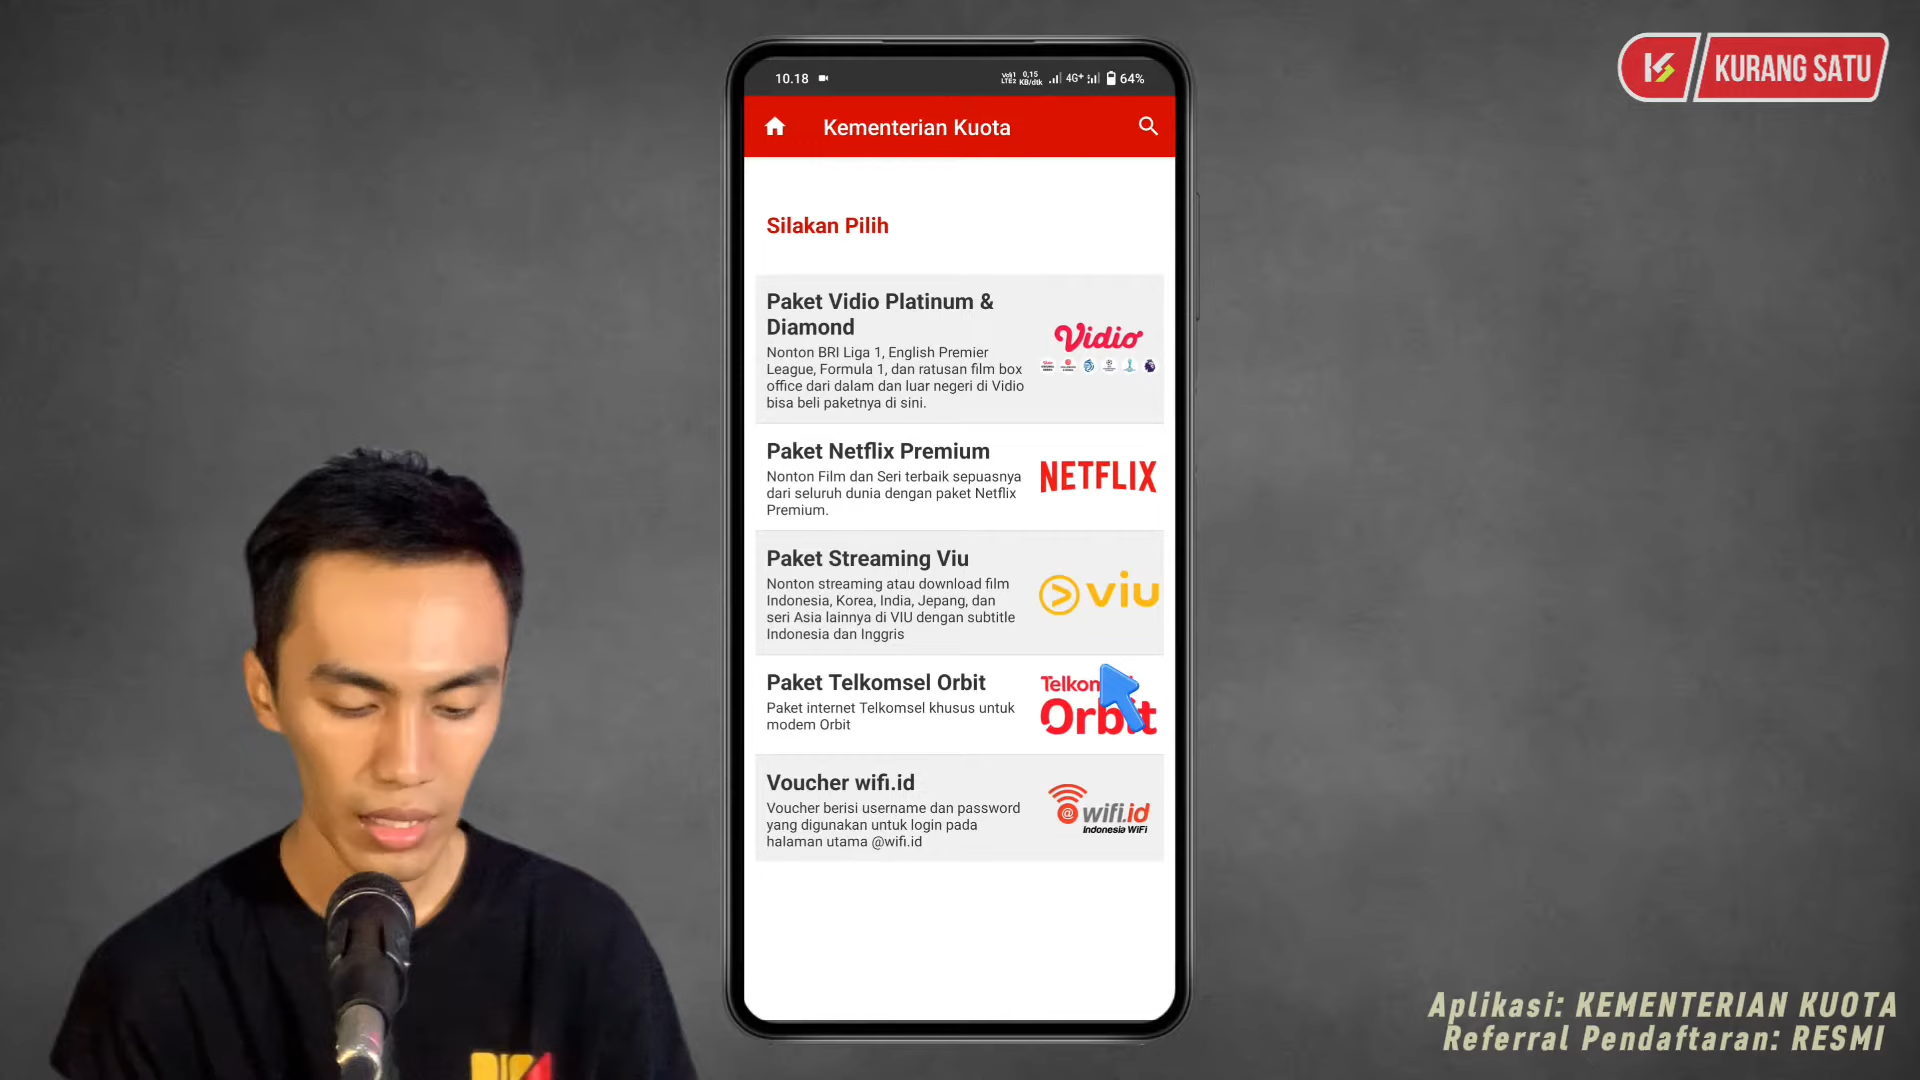 KURANG SATU
10.18
0,15
KB/dtk
4G+
64%
Kementerian Kuota
Silakan Pilih
Paket Vidio Platinum &
Diamond
Nonton BRI Liga 1, English Premier
League, Formula 1, dan ratusan film box
office dari dalam dan luar negeri di Vidio
bisa beli paketnya di sini.
Vidio
Paket Netflix Premium
Nonton Film dan Seri terbaik sepuasnya
dari seluruh dunia dengan paket Netflix
Premium.
NETFLIX
Paket Streaming Viu
Nonton streaming atau download film
Indonesia, Korea, India, Jepang, dan
seri Asia lainnya di VIU dengan subtitle
Indonesia dan Inggris
viu
Paket Telkomsel Orbit
Paket internet Telkomsel khusus untuk
modem Orbit
Orbit
Voucher wifi.id
Voucher berisi username dan password
yang digunakan untuk login pada
halaman utama @wifi.id
@wifi.id
Indonesia WiFi
Aplikasi: KEMENTERIAN KUOTA
Referral Pendaftaran: RESMI